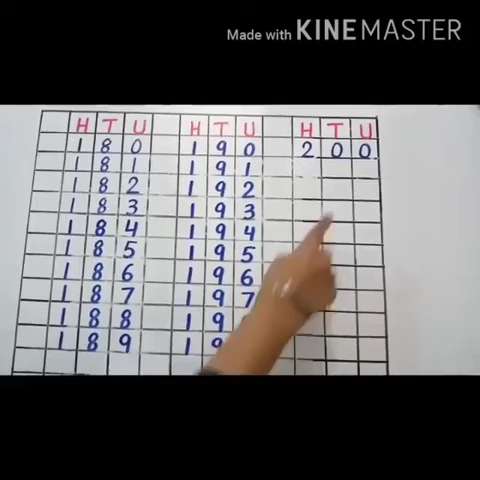 Made with KINEMASTER
H T U H T U H T U
1 8 0 1 9 0 2 0 0
1 8 1 1 9 1
1 8 2 1 9 2
1 8 3 1 9 3
1 8 4 1 9 4
1 8 5 1 9 5
1 8 6 1 9 6
1 8 7 1 9 7
1 8 8 1 9
1 8 9 1 9